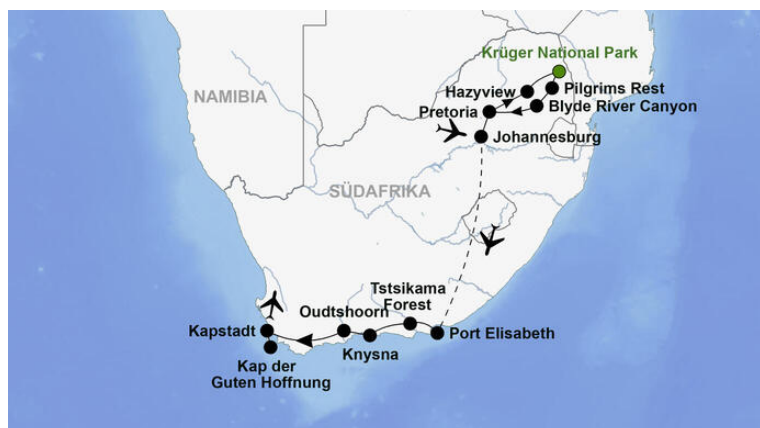 Krüger National Park
NAMIBIA
Hazyview
Pilgrims Rest
Pretoria
Blyde River Canyon
Johannesburg
SÜDAFRIKA
Tstsikama
Forest
Oudtshoorn
Kapstadt
Port Elisabeth
Knysna
Kap der
Guten Hoffnung